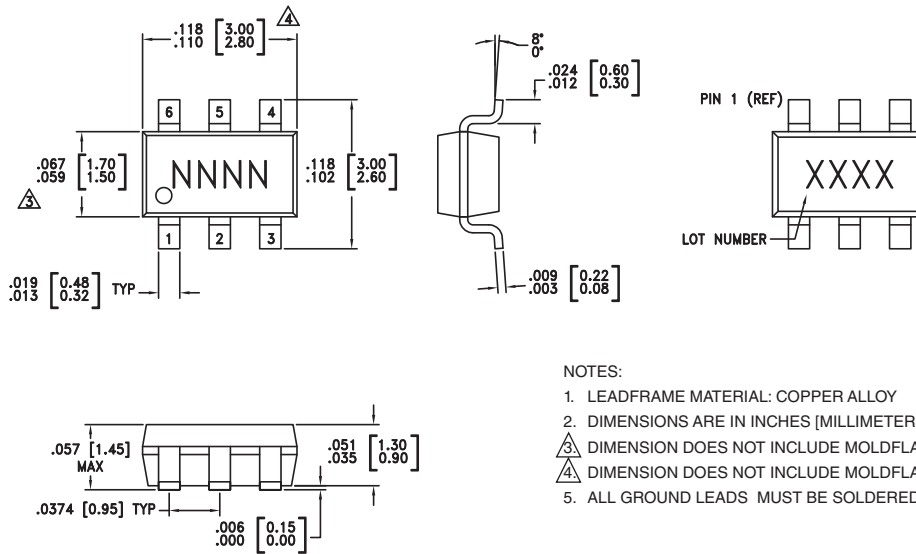 .118 [3.00]
.110 [2.80]
4
8°
0°
.024 [0.60]
.012 [0.30]
PIN 1 (REF)
6 5 4
.067 [1.70]
.059 [1.50]
3
NNNN
.118 [3.00]
.102 [2.60]
XXXX
LOT NUMBER
1 2 3
.019 [0.48]
.013 [0.32]
TYP
.009 [0.22]
.003 [0.08]
.057 [1.45]
MAX
.051 [1.30]
.035 [0.90]
.0374 [0.95] TYP
.006 [0.15]
.000 [0.00]
NOTES:
1. LEADFRAME MATERIAL: COPPER ALLOY
2. DIMENSIONS ARE IN INCHES [MILLIMETER
3. DIMENSION DOES NOT INCLUDE MOLDFLA
4. DIMENSION DOES NOT INCLUDE MOLDFLA
5. ALL GROUND LEADS MUST BE SOLDERED